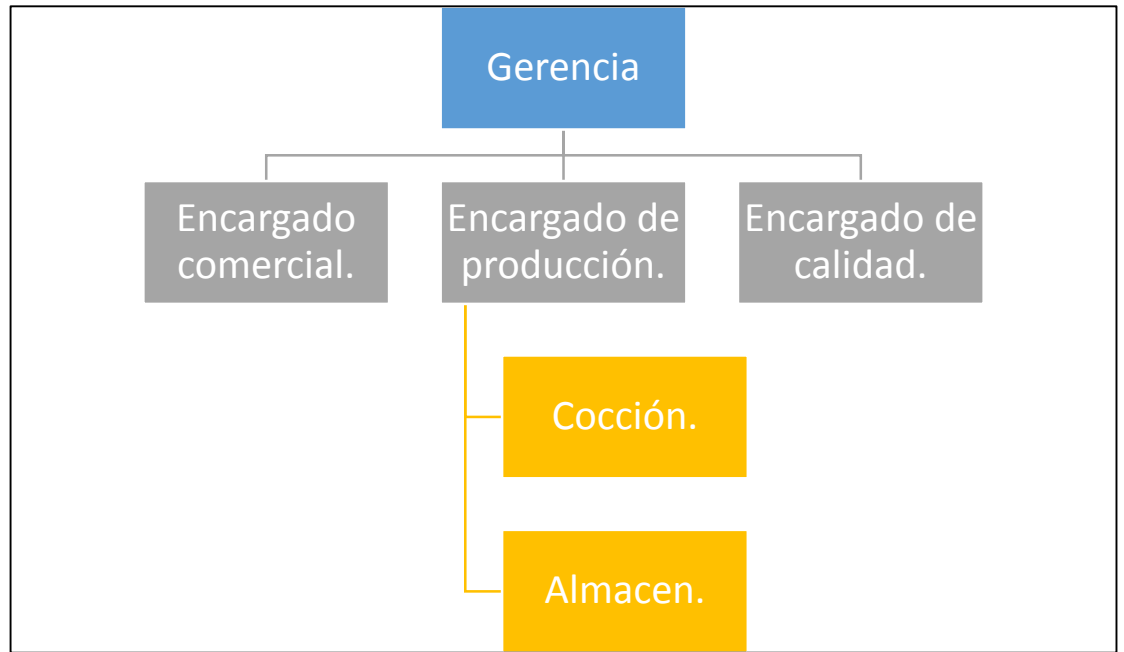 Gerencia
Encargado
comercial.
Encargado de
producción.
Encargado de
calidad.
Cocción.
Almacen.